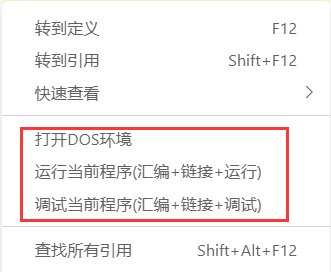 转到定义 F12
转到引用 Shift+F12
快速查看
打开DOS环境
运行当前程序(汇编+链接+运行)
调试当前程序(汇编+链接+调试)
查找所有引用 Shift+Alt+F12